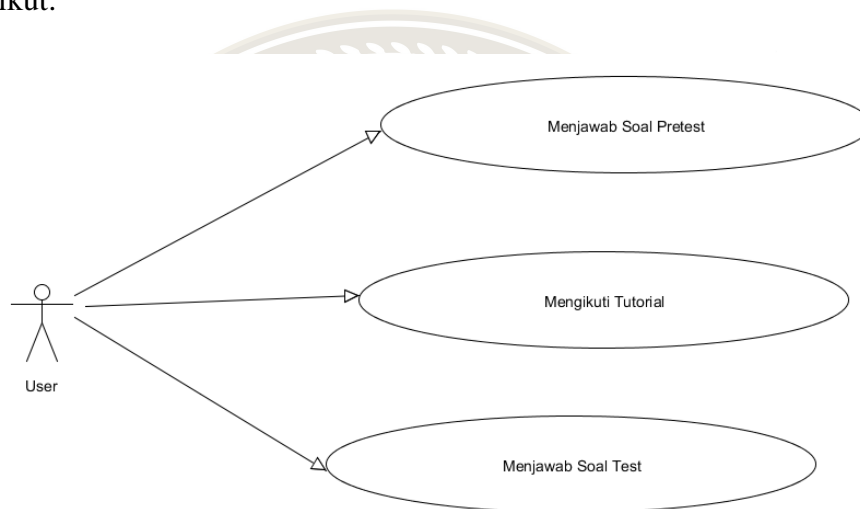 Menjawab Soal Pretest
Mengikuti Tutorial
User
Menjawab Soal Test